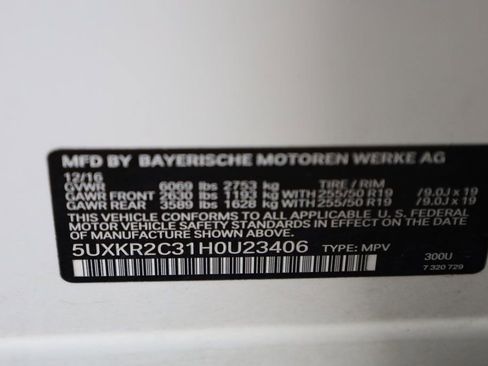 MFD BY BAYERISCHE MOTOREN WERKE AG
12/16
GVWR 6069 lbs 2753 kg TIRE / RIM
GAWR FRONT 2630 lbs 1193 kg WITH 255/50 R19 /9.0J x 19
GAWR REAR 3589 lbs 1628 kg WITH 255/50 R19 /9.0J x 19
THIS VEHICLE CONFORMS TO ALL APPLICABLE U.S. FEDERAL
MOTOR VEHICLE SAFETY STANDARDS IN EFFECT ON THE DATE
OF MANUFACTURE SHOWN ABOVE.
5UXKR2C31H0U23406 TYPE: MPV 300U
7 320 729